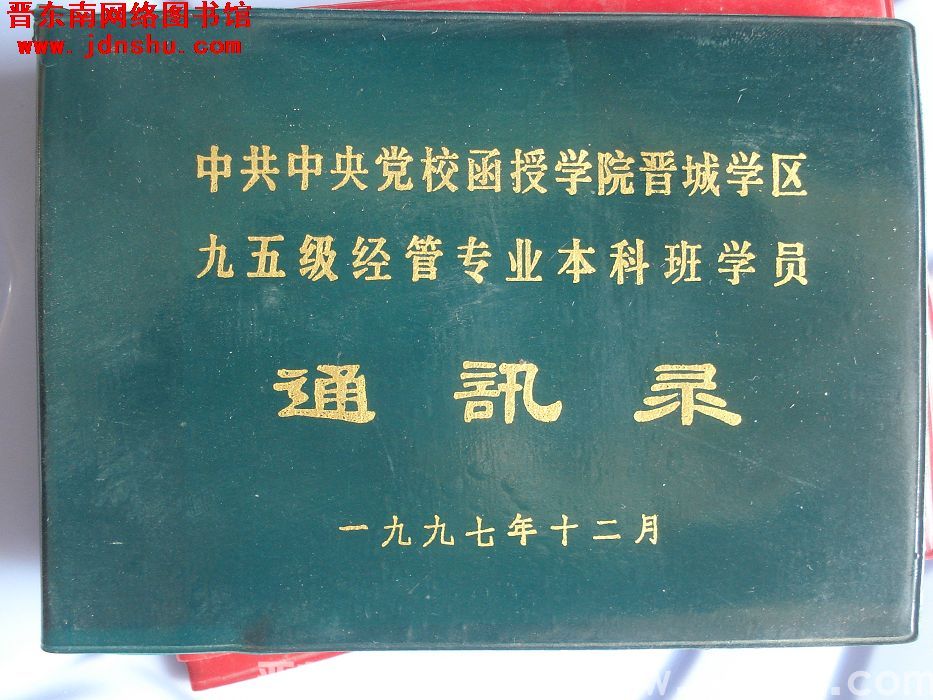 晋东南网络图书馆
www.jdnshu.com
中共中央党校函授学院晋城学区
九五级经管专业本科班学员
通訊录
一九九七年十二月